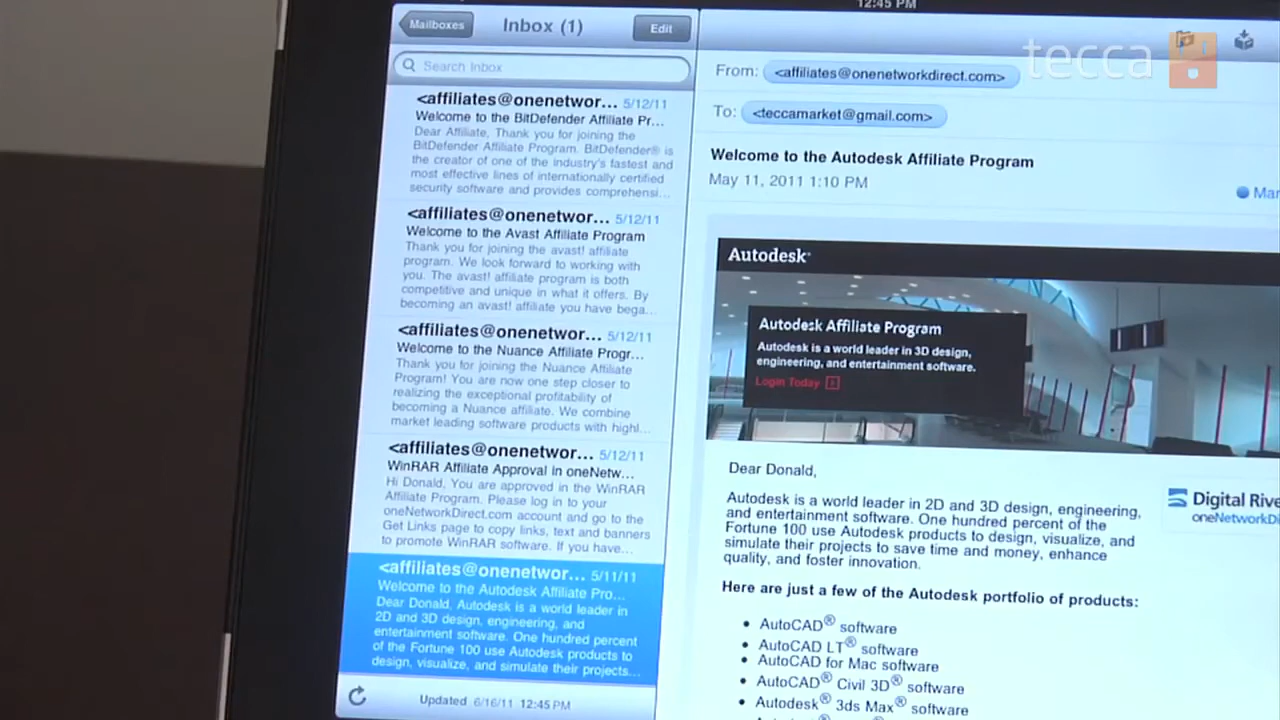 12:45 PM
Mailboxes
Inbox (1)
Edit
Search Inbox
<affiliates@onenetwor... 5/12/11
Welcome to the BitDefender Affiliate Pr...
Dear Affiliate, Thank you for joining the
BitDefender Affiliate Program. BitDefender® is
the creator of one of the industry's fastest and
most effective lines of internationally certified
security software and provides comprehensi...
<affiliates@onenetwor... 5/12/11
Welcome to the Avast Affiliate Program
Thank you for joining the avast! affiliate
program. We look forward to working with
you. The avast! affiliate program is both
competitive and unique in what it offers. By
becoming an avast! affiliate you have bega...
<affiliates@onenetwor... 5/12/11
Welcome to the Nuance Affiliate Progr...
Thank you for joining the Nuance Affiliate
Program! You are now one step closer to
realizing the exceptional profitability of
becoming a Nuance affiliate. We combine
market leading software products with highl...
<affiliates@onenetwor... 5/12/11
WinRAR Affiliate Approval in oneNetw...
Hi Donald, You are approved in the WinRAR
Affiliate Program. Please log in to your
oneNetworkDirect.com account and go to the
Get Links page to copy links, text and banners
to promote WinRAR software. If you have...
<affiliates@onenetwor... 5/11/11
Welcome to the Autodesk Affiliate Pro...
Dear Donald, Autodesk is a world leader in
2D and 3D design, engineering, and
entertainment software. One hundred percent
of the Fortune 100 use Autodesk products to
design, visualize, and simulate their projects...
Updated 6/16/11 12:45 PM
tecca
From: <affiliates@onenetworkdirect.com>
To: <teccamarket@gmail.com>
Welcome to the Autodesk Affiliate Program
May 11, 2011 1:10 PM
Mar
Autodesk
Autodesk Affiliate Program
Autodesk is a world leader in 3D design,
engineering, and entertainment software.
Login Today
Dear Donald,
Autodesk is a world leader in 2D and 3D design, engineering,
and entertainment software. One hundred percent of the
Fortune 100 use Autodesk products to design, visualize, and
simulate their projects to save time and money, enhance
quality, and foster innovation.
Digital Rive
oneNetworkD
Here are just a few of the Autodesk portfolio of products:
• AutoCAD® software
• AutoCAD LT® software
• AutoCAD for Mac software
• AutoCAD® Civil 3D® software
• Autodesk® 3ds Max® software